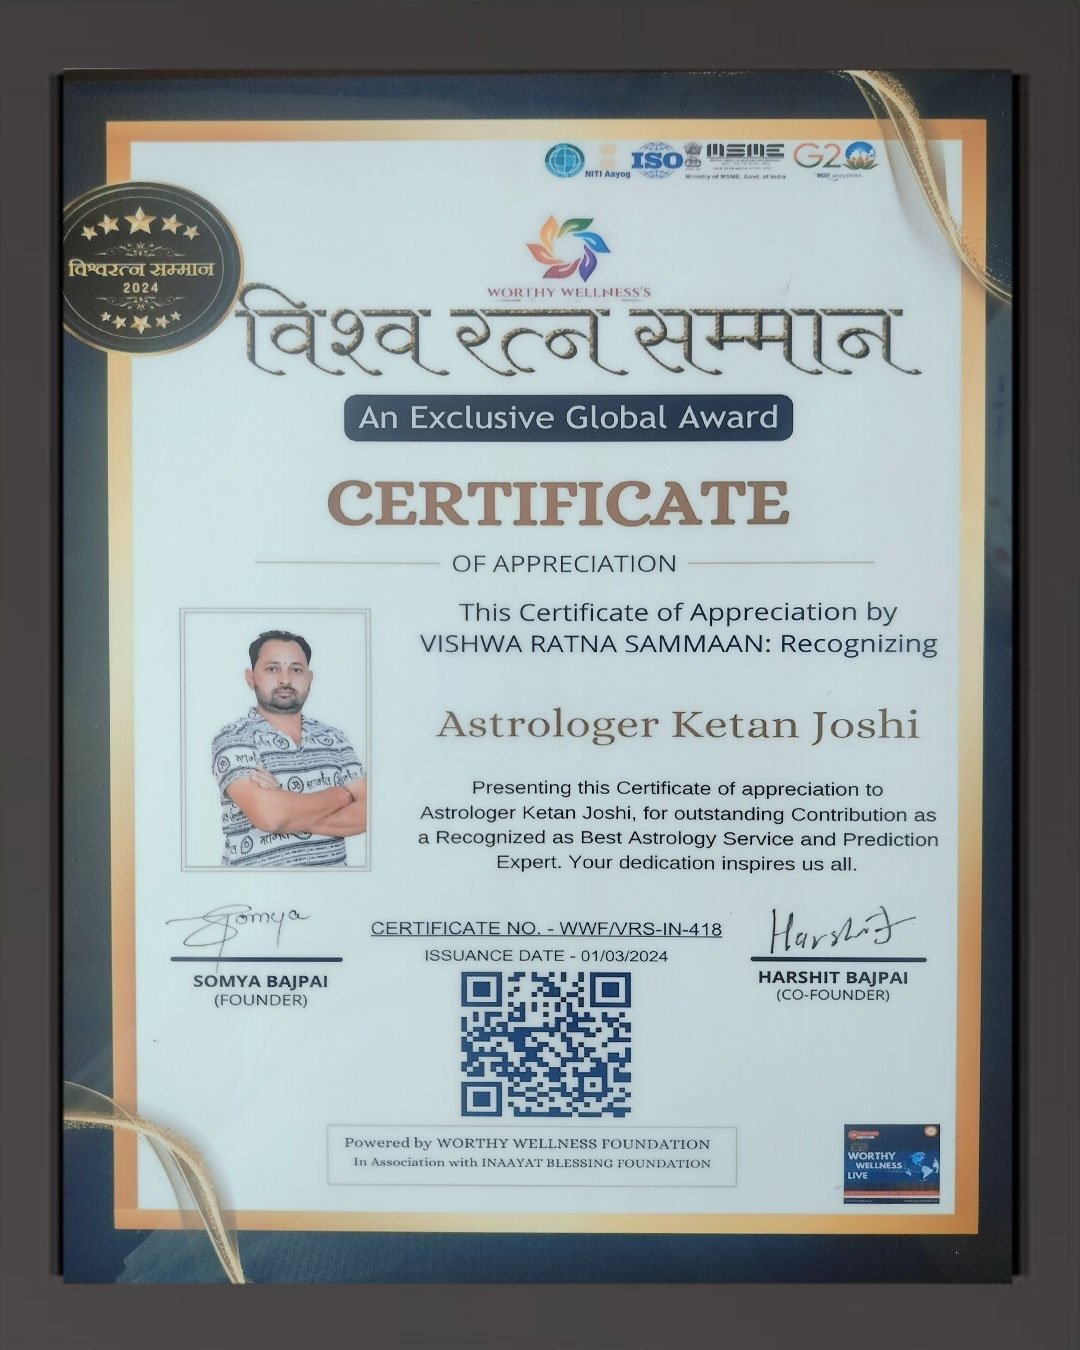 NITI Aayog
ISO
MSME
Ministry of MSME. Govt. of India
G20
विश्वरत्न सम्मान
2024
WORTHY WELLNESS'S
विश्व रत्न सम्मान
An Exclusive Global Award
CERTIFICATE
OF APPRECIATION
This Certificate of Appreciation by
VISHWA RATNA SAMMAAN: Recognizing
Astrologer Ketan Joshi
Presenting this Certificate of appreciation to
Astrologer Ketan Joshi, for outstanding Contribution as
a Recognized as Best Astrology Service and Prediction
Expert. Your dedication inspires us all.
Somya
SOMYA BAJPAI
(FOUNDER)
CERTIFICATE NO. - WWF/VRS-IN-418
ISSUANCE DATE - 01/03/2024
Harshit
HARSHIT BAJPAI
(CO-FOUNDER)
Powered by WORTHY WELLNESS FOUNDATION
In Association with INAAYAT BLESSING FOUNDATION
WORTHY
WELLNESS
LIVE